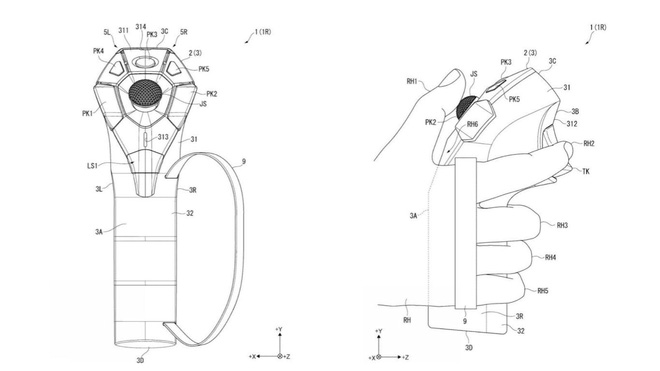 314
5L
311
3C
5R
1 (1R)
PK3
2 (3)
PK4
PK5
PK2
PK1
JS
31
313
LS1
9
3L
3R
3A
32
3D
+Y
+X
+Z
1 (1R)
2 (3)
3C
PK3
JS
31
RH1
PK5
3B
PK2
RH6
312
RH2
TK
3A
RH3
RH4
RH5
RH
9
3R
32
3D
+Y
+X
+Z